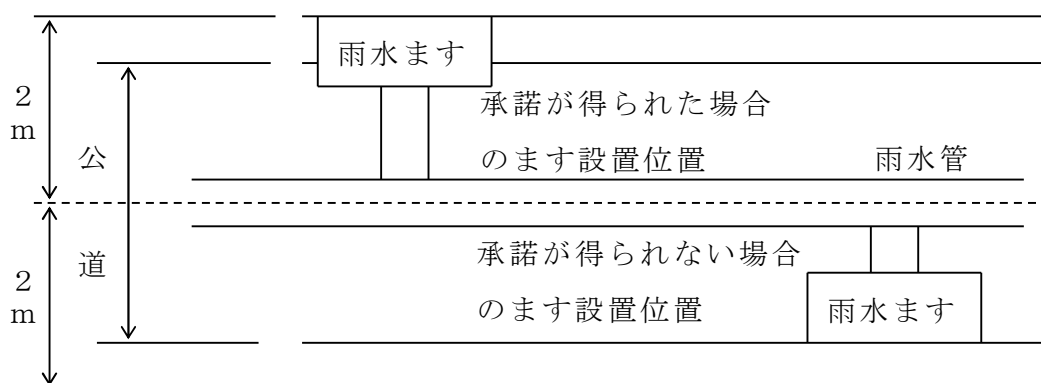 雨水ます
2
m
公
道
2
m
承諾が得られた場合
のます設置位置
雨水管
承諾が得られない場合
のます設置位置
雨水ます